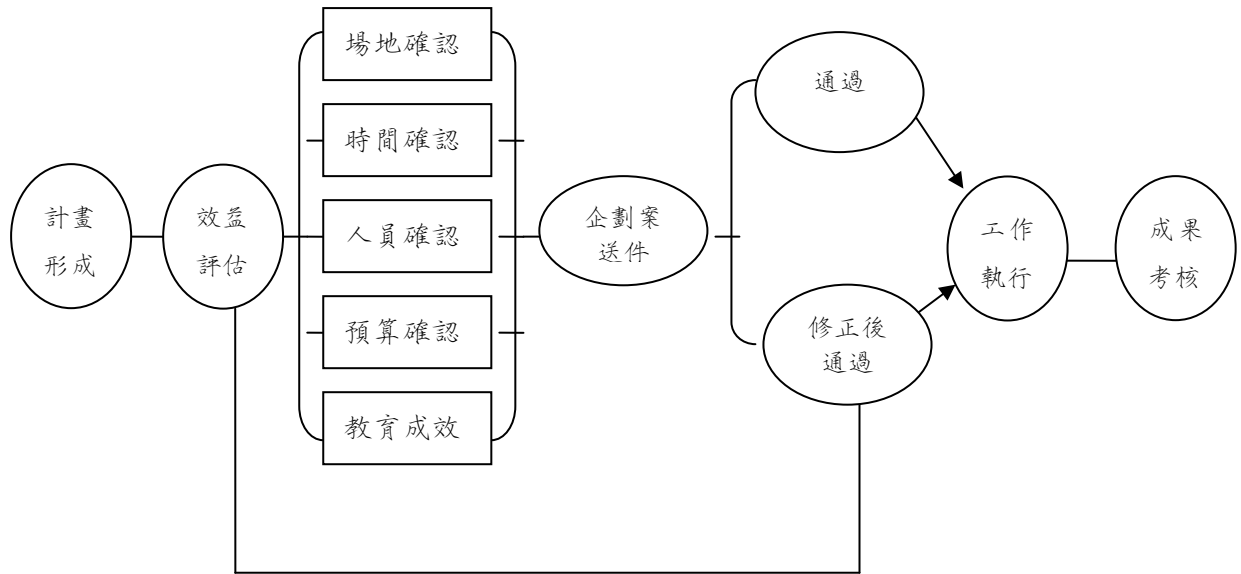 計畫
形成
效益
評估
場地確認
時間確認
人員確認
預算確認
教育成效
企劃案
送件
通過
修正後
通過
工作
執行
成果
考核